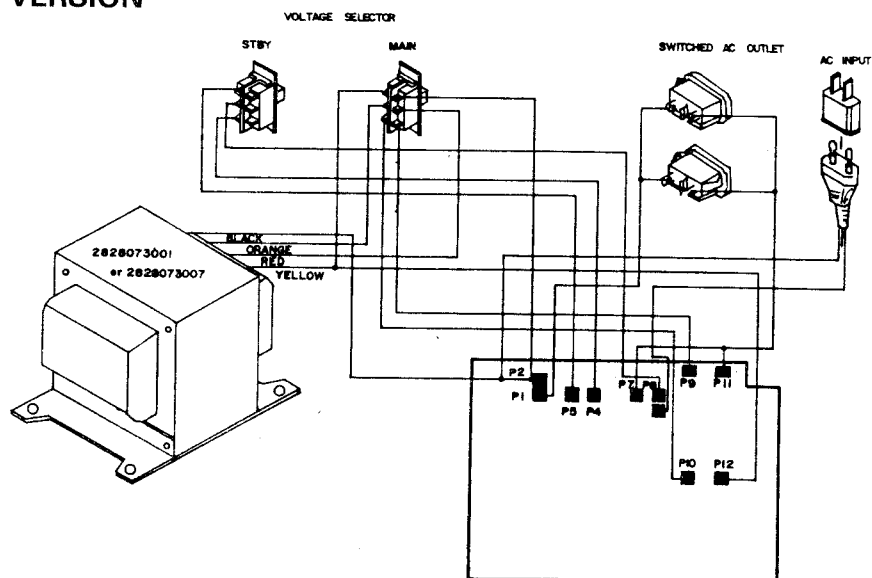 VERSION
VOLTAGE SELECTOR
STBY
MAIN
SWITCHED AC OUTLET
AC INPUT
BLACK
ORANGE
RED
YELLOW
2828073001
or 2828073007
P2
P1
P5 P4
P7 P8
P9 P11
P10 P12